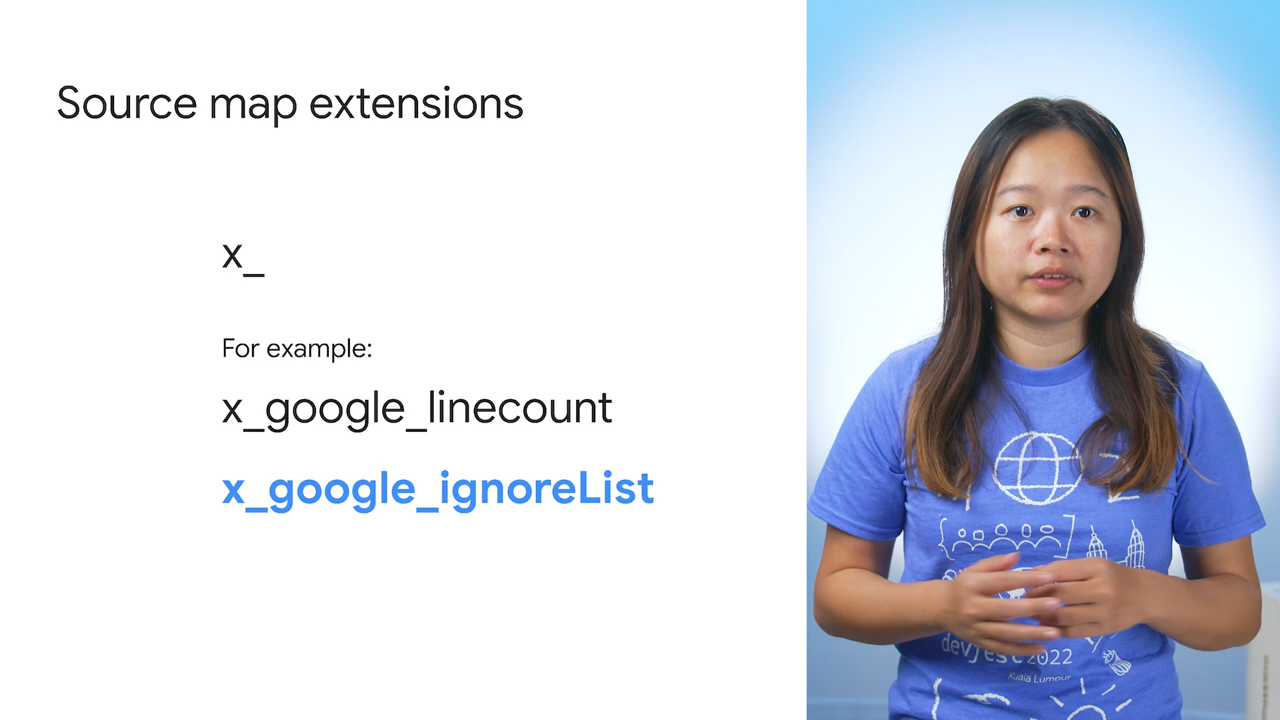 Source map extensions
x_
For example:
x_google_linecount
x_google_ignoreList
devfest 2022
Kuala Lumpur